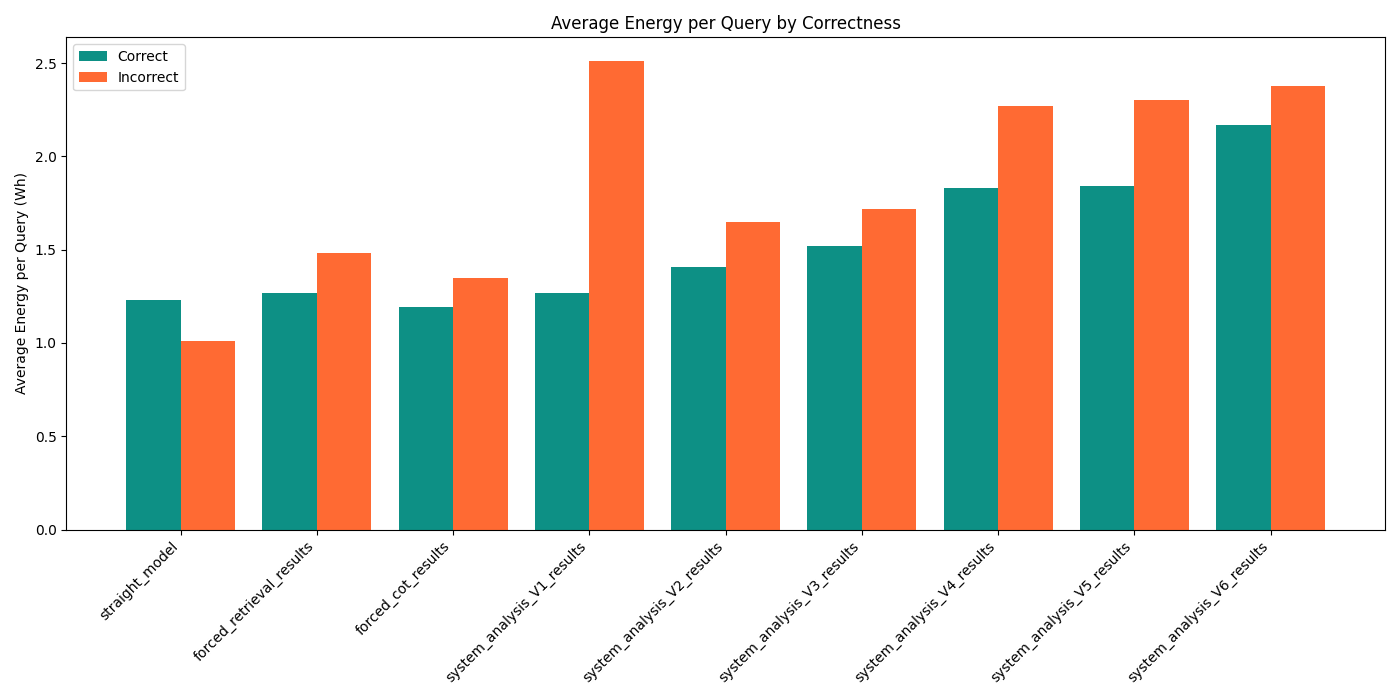 Average Energy per Query by Correctness
Correct
Incorrect
Average Energy per Query (Wh)
2.5
2.0
1.5
1.0
0.5
0.0
straight_model
forced_retrieval_results
forced_cot_results
system_analysis_V1_results
system_analysis_V2_results
system_analysis_V3_results
system_analysis_V4_results
system_analysis_V5_results
system_analysis_V6_results